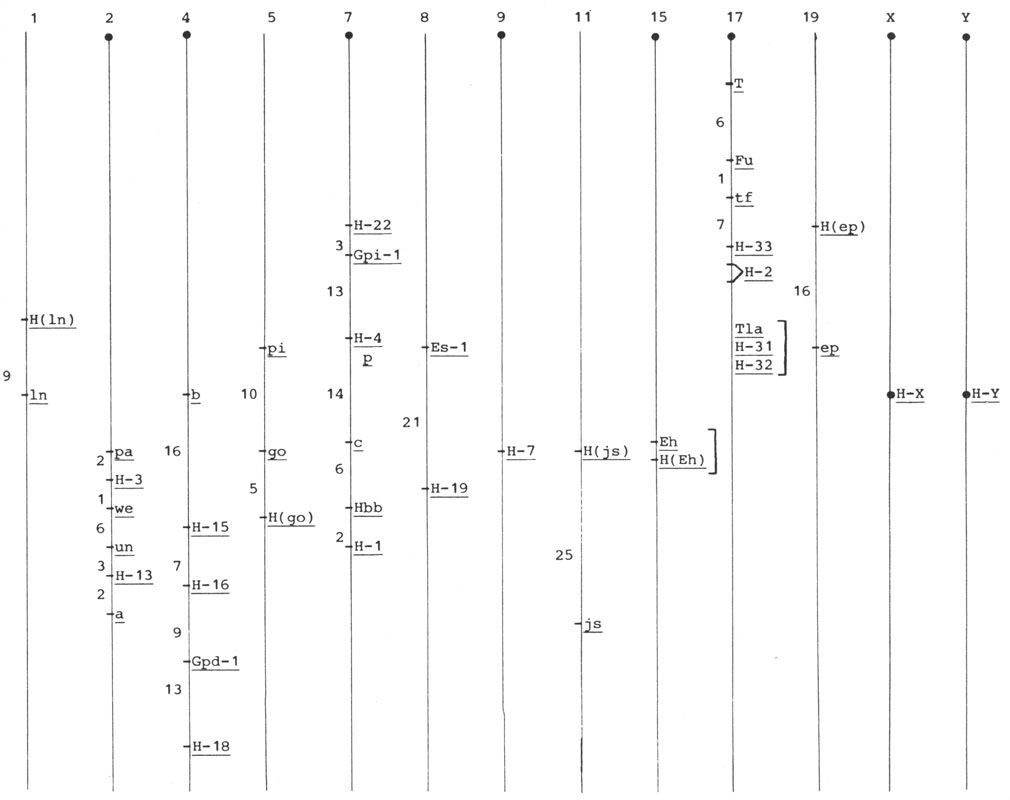 1 2 4 5 7 8 9 11 15 17 19 X Y
T
6
Fu
1
tf
7
H-22 H(ep)
3 H-33
Gpi-1
H-2
13 16
H(ln)
Tla
H-4
pi Es-1 H-31 ep
p H-32
9
ln b 10 14 H-X H-Y
21
c Eh
pa 16 go H-7 H(js)
2 H(Eh)
6
H-3 5 H-19
1
we Hbb
H(go)
6 H-15
2
un H-1
25
3 7
H-13
H-16
2
a js
9
Gpd-1
13
H-18